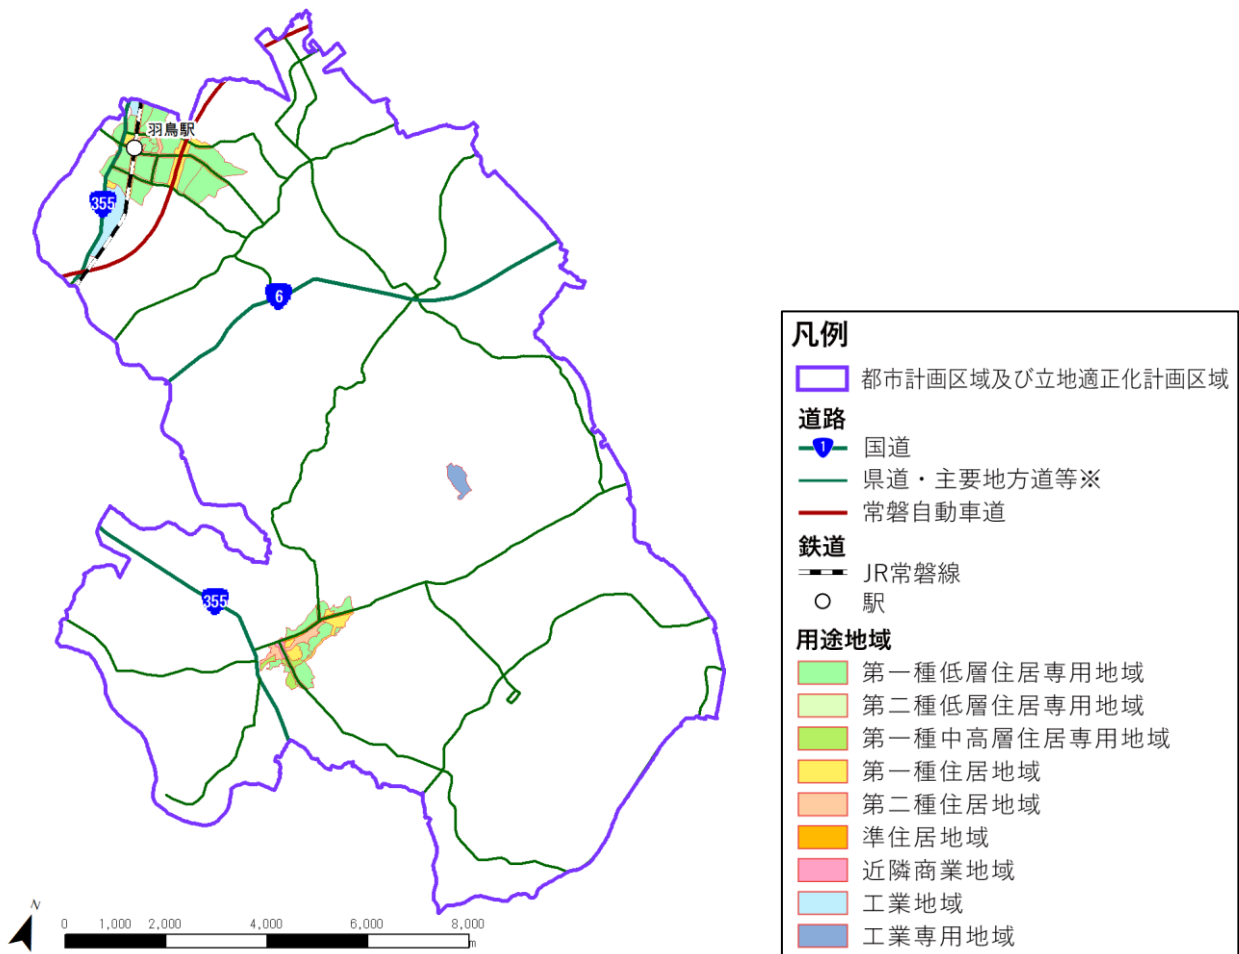 羽鳥駅
355
6
355
凡例
都市計画区域及び立地適正化計画区域
道路
1
国道
県道・主要地方道等※
常磐自動車道
鉄道
JR常磐線
駅
用途地域
第一種低層住居専用地域
第二種低層住居専用地域
第一種中高層住居専用地域
第一種住居地域
第二種住居地域
準住居地域
近隣商業地域
工業地域
工業専用地域
N
0 1,000 2,000 4,000 6,000 8,000
m